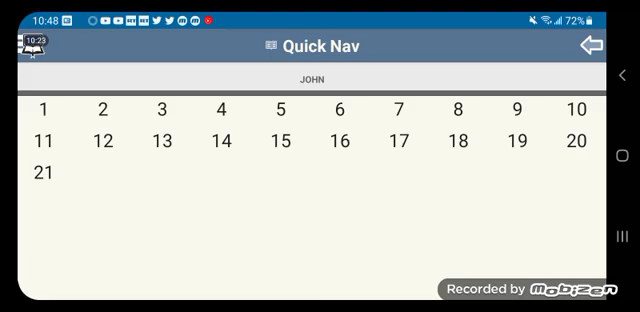 10:48 72%
10:23
Quick Nav
JOHN
1 2 3 4 5 6 7 8 9 10
11 12 13 14 15 16 17 18 19 20
21
Recorded by Mobizen